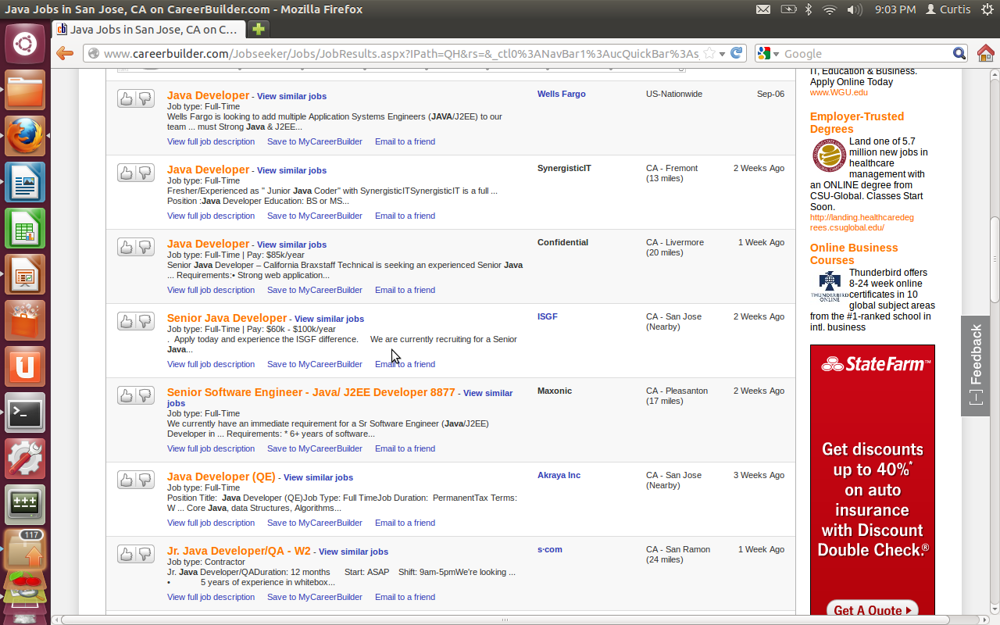 Java Jobs in San Jose, CA on CareerBuilder.com - Mozilla Firefox
9:03 PM Curtis
Java Jobs in San Jose, CA on C...
www.careerbuilder.com/Jobseeker/Jobs/JobResults.aspx?IPath=QH&rs=&_ctl0%3ANavBar1%3AucQuickBar%3As
Google
Java Developer - View similar jobs
Job type: Full-Time
Wells Fargo is looking to add multiple Application Systems Engineers (JAVA/J2EE) to our
team ... must Strong Java & J2EE...
View full job description Save to MyCareerBuilder Email to a friend
Wells Fargo
US-Nationwide
Sep-06
Java Developer - View similar jobs
Job type: Full-Time
Fresher/Experienced as " Junior Java Coder" with SynergisticITSynergisticIT is a full ...
Position :Java Developer Education: BS or MS...
View full job description Save to MyCareerBuilder Email to a friend
SynergisticIT
CA - Fremont
(13 miles)
2 Weeks Ago
Java Developer - View similar jobs
Job type: Full-Time | Pay: $85k/year
Senior Java Developer – California Braxstaff Technical is seeking an experienced Senior Java
... Requirements:• Strong web application...
View full job description Save to MyCareerBuilder Email to a friend
Confidential
CA - Livermore
(20 miles)
1 Week Ago
Senior Java Developer - View similar jobs
Job type: Full-Time | Pay: $60k - $100k/year
. Apply today and experience the ISGF difference. We are currently recruiting for a Senior
Java...
View full job description Save to MyCareerBuilder Email to a friend
ISGF
CA - San Jose
(Nearby)
2 Weeks Ago
Senior Software Engineer - Java/ J2EE Developer 8877 - View similar
jobs
Job type: Full-Time
We currently have an immediate requirement for a Sr Software Engineer (Java/J2EE)
Developer in ... Requirements: * 6+ years of software...
View full job description Save to MyCareerBuilder Email to a friend
Maxonic
CA - Pleasanton
(17 miles)
2 Weeks Ago
Java Developer (QE) - View similar jobs
Job type: Full-Time
Position Title: Java Developer (QE)Job Type: Full TimeJob Duration: PermanentTax Terms:
W ... Core Java, data Structures, Algorithms...
View full job description Save to MyCareerBuilder Email to a friend
Akraya Inc
CA - San Jose
(Nearby)
3 Weeks Ago
Jr. Java Developer/QA - W2 - View similar jobs
Job type: Contractor
Jr. Java Developer/QADuration: 12 months Start: ASAP Shift: 9am-5pmWe're looking ...
• 5 years of experience in whitebox...
View full job description Save to MyCareerBuilder Email to a friend
s·com
CA - San Ramon
(24 miles)
1 Week Ago
IT, Education & Business.
Apply Online Today
www.WGU.edu
Employer-Trusted
Degrees
Land one of 5.7
million new jobs in
healthcare
management with
an ONLINE degree from
CSU-Global. Classes Start
Soon.
http://landing.healthcaredeg
rees.csuglobal.edu/
Online Business
Courses
Thunderbird offers
8-24 week online
certificates in 10
global subject areas
from the #1-ranked school in
intl. business
THUNDERBIRD
ONLINE
[−] Feedback
StateFarm™
Get discounts
up to 40%*
on auto
insurance
with Discount
Double Check.®
Get A Quote
117